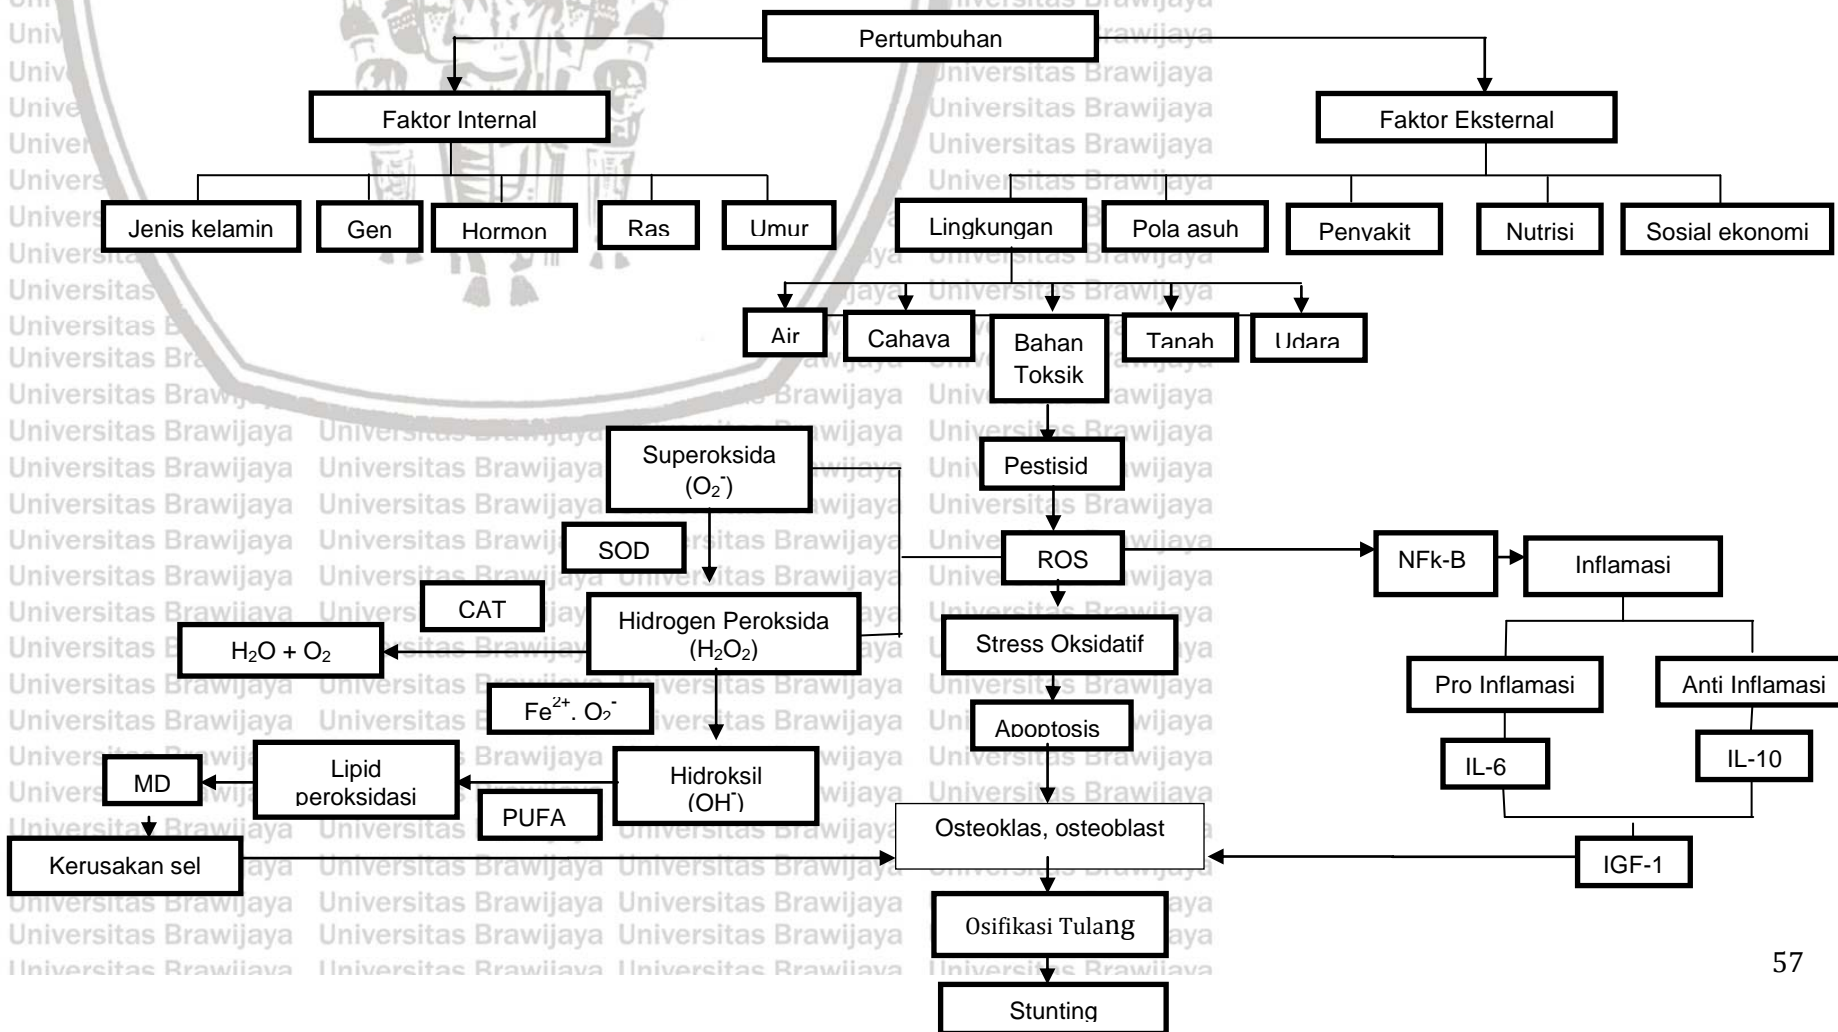 Pertumbuhan
Faktor Internal
Faktor Eksternal
Jenis kelamin
Gen
Hormon
Ras
Umur
Lingkungan
Pola asuh
Penyakit
Nutrisi
Sosial ekonomi
Air
Cahaya
Bahan
Toksik
Tanah
Udara
Superoksida
(O₂⁻)
Pestisid
SOD
ROS
NFk-B
Inflamasi
CAT
Hidrogen Peroksida
(H₂O₂)
H₂O + O₂
Stress Oksidatif
Pro Inflamasi
Anti Inflamasi
Fe²⁺. O₂⁻
Apoptosis
IL-6
IL-10
MD
Lipid
peroksidasi
Hidroksil
(OH⁻)
PUFA
Osteoklas, osteoblast
Kerusakan sel
IGF-1
Osifikasi Tulang
Stunting
57
Universitas Brawijaya